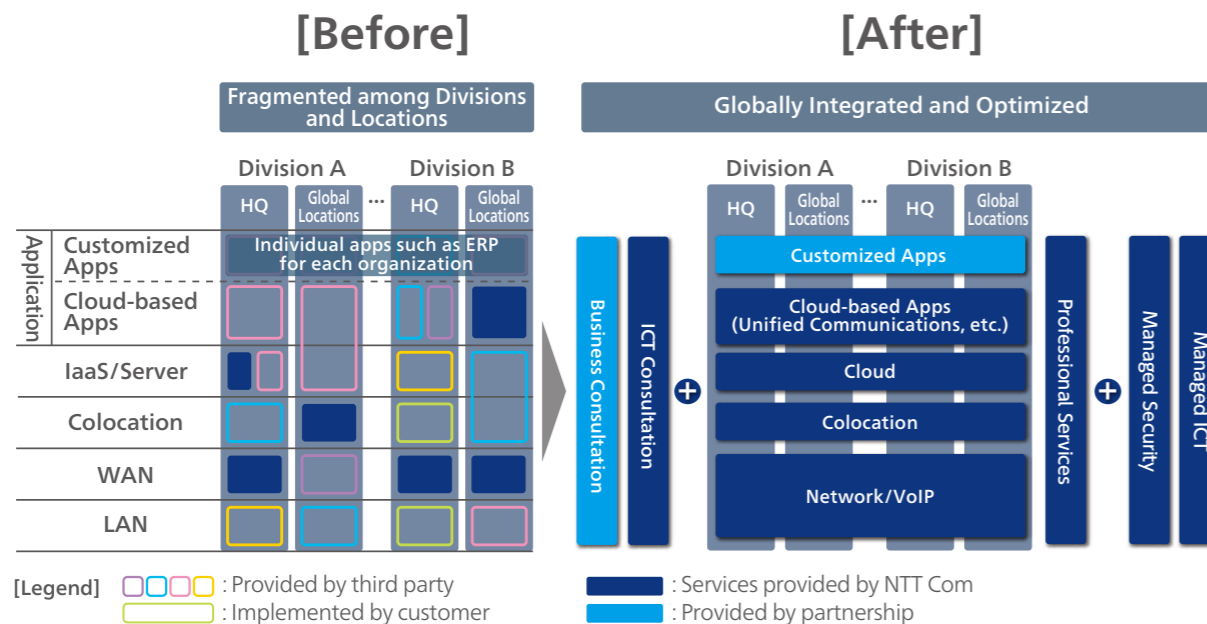 [Before]
[After]
Fragmented among Divisions
and Locations
Globally Integrated and Optimized
Division A
Division B
HQ
Global
Locations
...
HQ
Global
Locations
Division A
Division B
HQ
Global
Locations
...
HQ
Global
Locations
Application
Customized
Apps
Individual apps such as ERP
for each organization
Cloud-based
Apps
IaaS/Server
Colocation
WAN
LAN
Business Consultation
ICT Consultation
+
Customized Apps
Cloud-based Apps
(Unified Communications, etc.)
Cloud
Colocation
Network/VoIP
Professional Services
+
Managed Security
Managed ICT
[Legend]
: Provided by third party
: Implemented by customer
: Services provided by NTT Com
: Provided by partnership